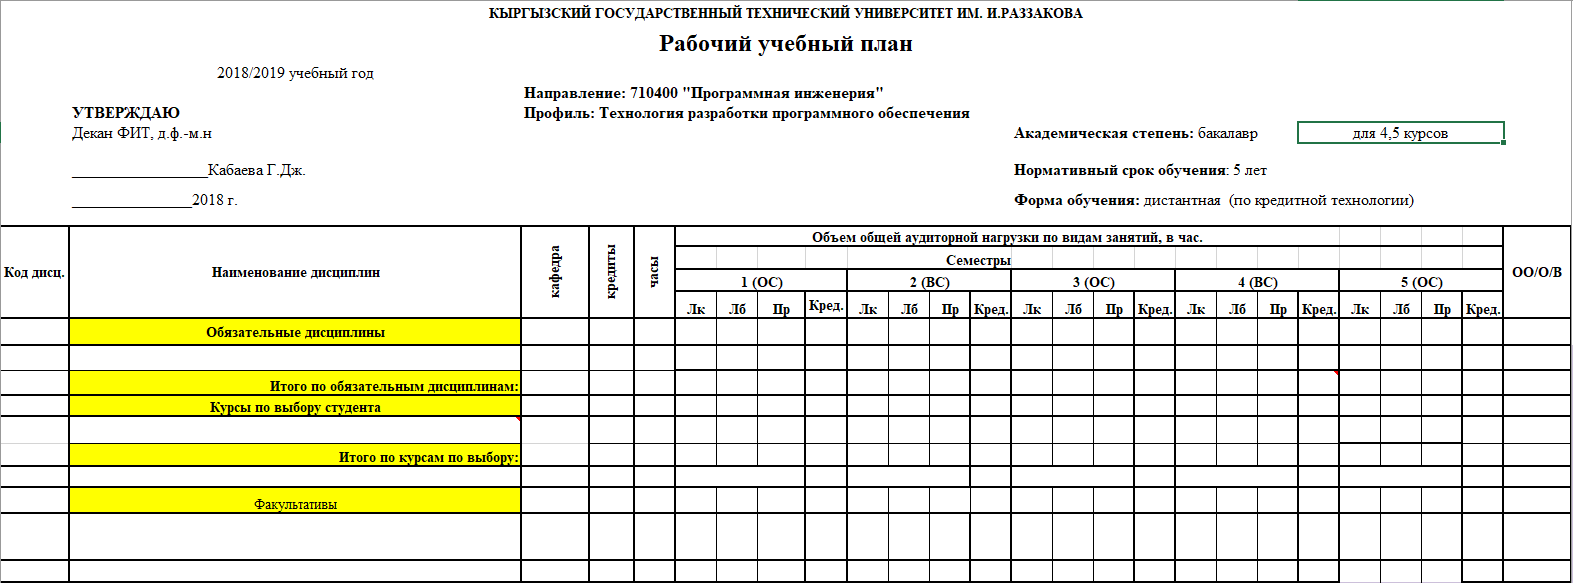 КЫРГЫЗСКИЙ ГОСУДАРСТВЕННЫЙ ТЕХНИЧЕСКИЙ УНИВЕРСИТЕТ ИМ. И.РАЗЗАКОВА
Рабочий учебный план
2018/2019 учебный год
Направление: 710400 "Программная инженерия"
УТВЕРЖДАЮ
Профиль: Технология разработки программного обеспечения
Декан ФИТ, д.ф.-м.н
Академическая степень: бакалавр
для 4,5 курсов
_________________Кабаева Г.Дж.
Нормативный срок обучения: 5 лет
_______________2018 г.
Форма обучения: дистантная (по кредитной технологии)
Код дисц.
Наименование дисциплин
кафедра
кредиты
часы
Объем общей аудиторной нагрузки по видам занятий, в час.
ОО/О/В
Семестры
1 (ОС) 2 (ВС) 3 (ОС) 4 (ВС) 5 (ОС)
Лк Лб Пр Кред. Лк Лб Пр Кред. Лк Лб Пр Кред. Лк Лб Пр Кред. Лк Лб Пр Кред.
Обязательные дисциплины
Итого по обязательным дисциплинам:
Курсы по выбору студента
Итого по курсам по выбору:
Факультативы